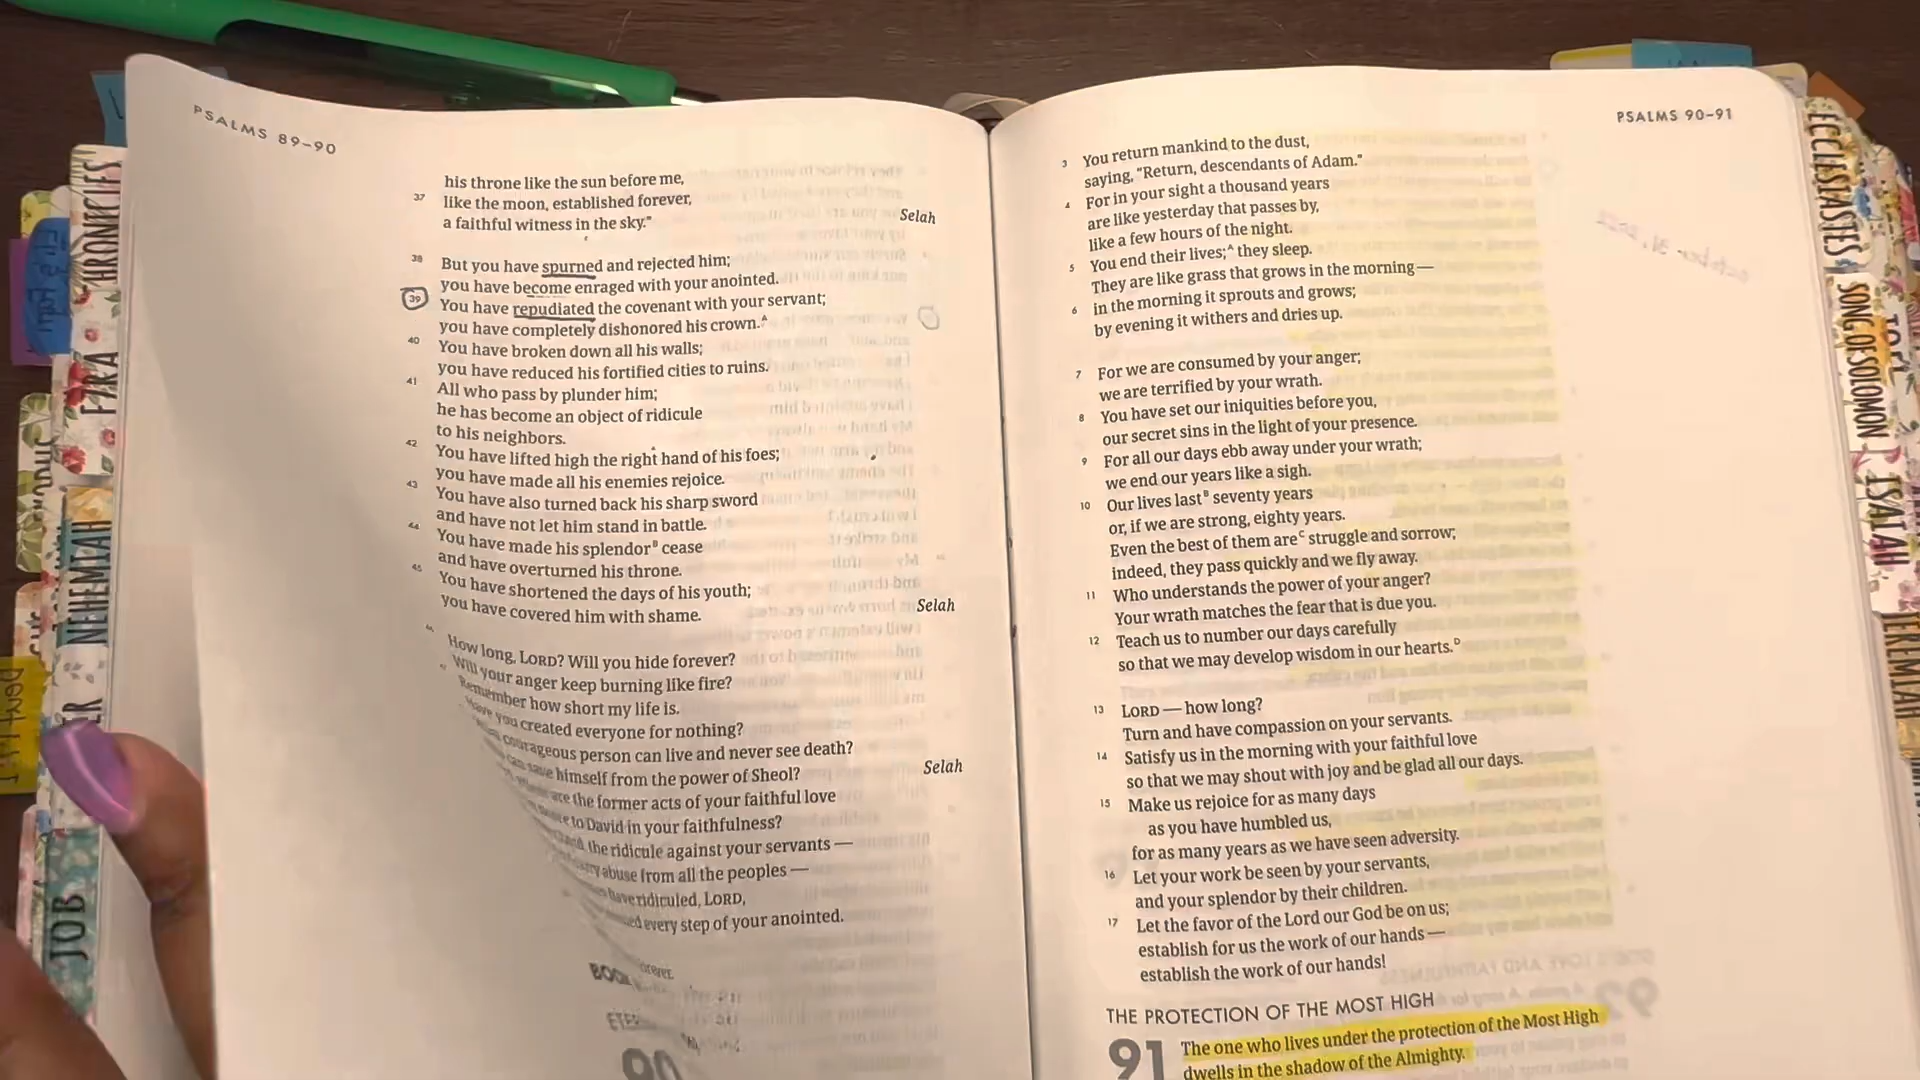 PSALMS 89–90
his throne like the sun before me,
37 like the moon, established forever,
a faithful witness in the sky." Selah
38 But you have spurned and rejected him;
you have become enraged with your anointed.
39 You have repudiated the covenant with your servant;
you have completely dishonored his crown.A
40 You have broken down all his walls;
you have reduced his fortified cities to ruins.
41 All who pass by plunder him;
he has become an object of ridicule
to his neighbors.
42 You have lifted high the right hand of his foes;
you have made all his enemies rejoice.
43 You have also turned back his sharp sword
and have not let him stand in battle.
44 You have made his splendorB cease
and have overturned his throne.
45 You have shortened the days of his youth;
you have covered him with shame. Selah
How long, LORD? Will you hide forever?
Will your anger keep burning like fire?
Remember how short my life is.
Have you created everyone for nothing?
courageous person can live and never see death?
himself from the power of Sheol? Selah
are the former acts of your faithful love
to David in your faithfulness?
the ridicule against your servants —
abuse from all the peoples —
have ridiculed, LORD,
every step of your anointed.
90
PSALMS 90–91
3 You return mankind to the dust,
saying, "Return, descendants of Adam."
4 For in your sight a thousand years
are like yesterday that passes by,
like a few hours of the night.
5 You end their lives;A they sleep.
They are like grass that grows in the morning —
6 in the morning it sprouts and grows;
by evening it withers and dries up.
7 For we are consumed by your anger;
we are terrified by your wrath.
8 You have set our iniquities before you,
our secret sins in the light of your presence.
9 For all our days ebb away under your wrath;
we end our years like a sigh.
10 Our lives lastB seventy years
or, if we are strong, eighty years.
Even the best of them areC struggle and sorrow;
indeed, they pass quickly and we fly away.
11 Who understands the power of your anger?
Your wrath matches the fear that is due you.
12 Teach us to number our days carefully
so that we may develop wisdom in our hearts.D
13 LORD — how long?
Turn and have compassion on your servants.
14 Satisfy us in the morning with your faithful love
so that we may shout with joy and be glad all our days.
15 Make us rejoice for as many days
as you have humbled us,
for as many years as we have seen adversity.
16 Let your work be seen by your servants,
and your splendor by their children.
17 Let the favor of the Lord our God be on us;
establish for us the work of our hands —
establish the work of our hands!
THE PROTECTION OF THE MOST HIGH
91 The one who lives under the protection of the Most High
dwells in the shadow of the Almighty.
CHRONICLES
EZRA
NEHEMIAH
JOB
ECCLESIASTES
SONG OF SOLOMON
ISAIAH
JEREMIAH